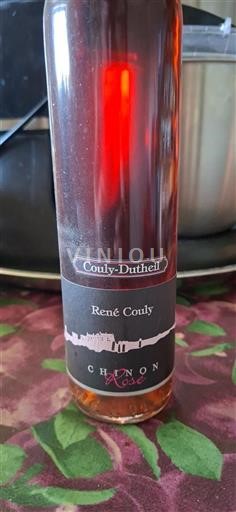 VINIOU
Couly-Dutheil
René Couly
CHINON
Rosé